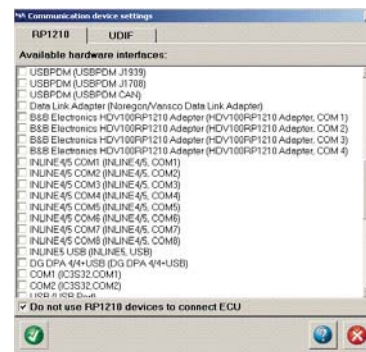 Communication device settings
RP1210 UDIF
Available hardware interfaces:
USBPDM (USBPDM J1939)
USBPDM (USBPDM J1708)
USBPDM (USBPDM CAN)
Data Link Adapter (Noregon/Vansco Data Link Adapter)
B&B Electronics HDV100RP1210 Adapter (HDV100RP1210 Adapter, COM 1)
B&B Electronics HDV100RP1210 Adapter (HDV100RP1210 Adapter, COM 2)
B&B Electronics HDV100RP1210 Adapter (HDV100RP1210 Adapter, COM 3)
B&B Electronics HDV100RP1210 Adapter (HDV100RP1210 Adapter, COM 4)
INLINE4/5 COM1 (INLINE4/5, COM1)
INLINE4/5 COM2 (INLINE4/5, COM2)
INLINE4/5 COM3 (INLINE4/5, COM3)
INLINE4/5 COM4 (INLINE4/5, COM4)
INLINE4/5 COM5 (INLINE4/5, COM5)
INLINE4/5 COM6 (INLINE4/5, COM6)
INLINE4/5 COM7 (INLINE4/5, COM7)
INLINE4/5 COM8 (INLINE4/5, COM8)
INLINE5 USB (INLINE5, USB)
DG DPA 4/4+USB (DG DPA 4/4+USB)
COM1 (IC3S32,COM1)
COM2 (IC3S32,COM2)
Do not use RP1210 devices to connect ECU